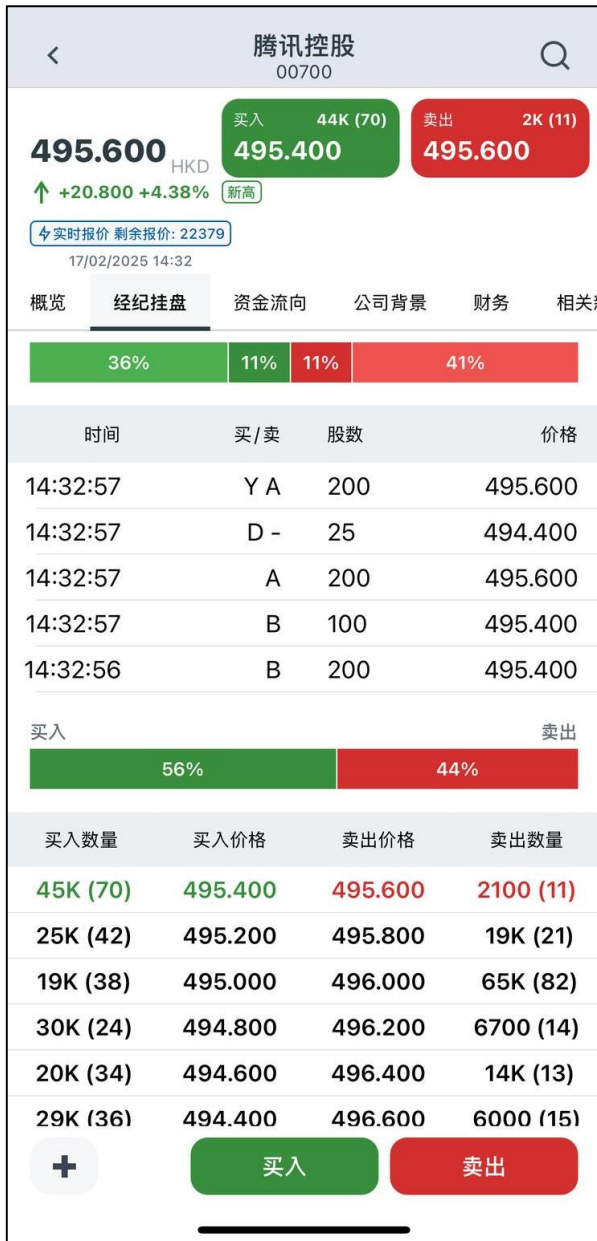 腾讯控股
00700
495.600 HKD
+20.800 +4.38% 新高
买入 44K (70)
495.400
卖出 2K (11)
495.600
实时报价 剩余报价: 22379
17/02/2025 14:32
概览 经纪挂盘 资金流向 公司背景 财务 相关
36% 11% 11% 41%
时间 买/卖 股数 价格
14:32:57 Y A 200 495.600
14:32:57 D - 25 494.400
14:32:57 A 200 495.600
14:32:57 B 100 495.400
14:32:56 B 200 495.400
买入 卖出
56% 44%
买入数量 买入价格 卖出价格 卖出数量
45K (70) 495.400 495.600 2100 (11)
25K (42) 495.200 495.800 19K (21)
19K (38) 495.000 496.000 65K (82)
30K (24) 494.800 496.200 6700 (14)
20K (34) 494.600 496.400 14K (13)
29K (36) 494.400 496.600 6000 (15)
买入 卖出